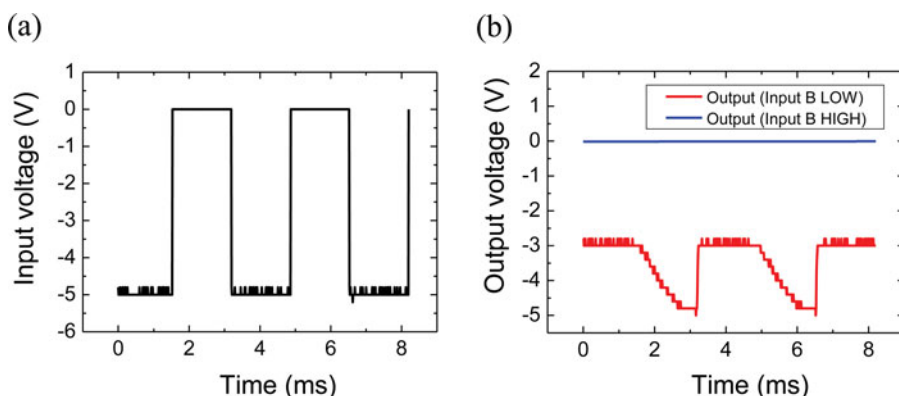 (a)
Input voltage (V)
1
0
-1
-2
-3
-4
-5
-6
0 2 4 6 8
Time (ms)
(b)
Output voltage (V)
2
1
0
-1
-2
-3
-4
-5
Output (Input B LOW)
Output (Input B HIGH)
0 2 4 6 8
Time (ms)